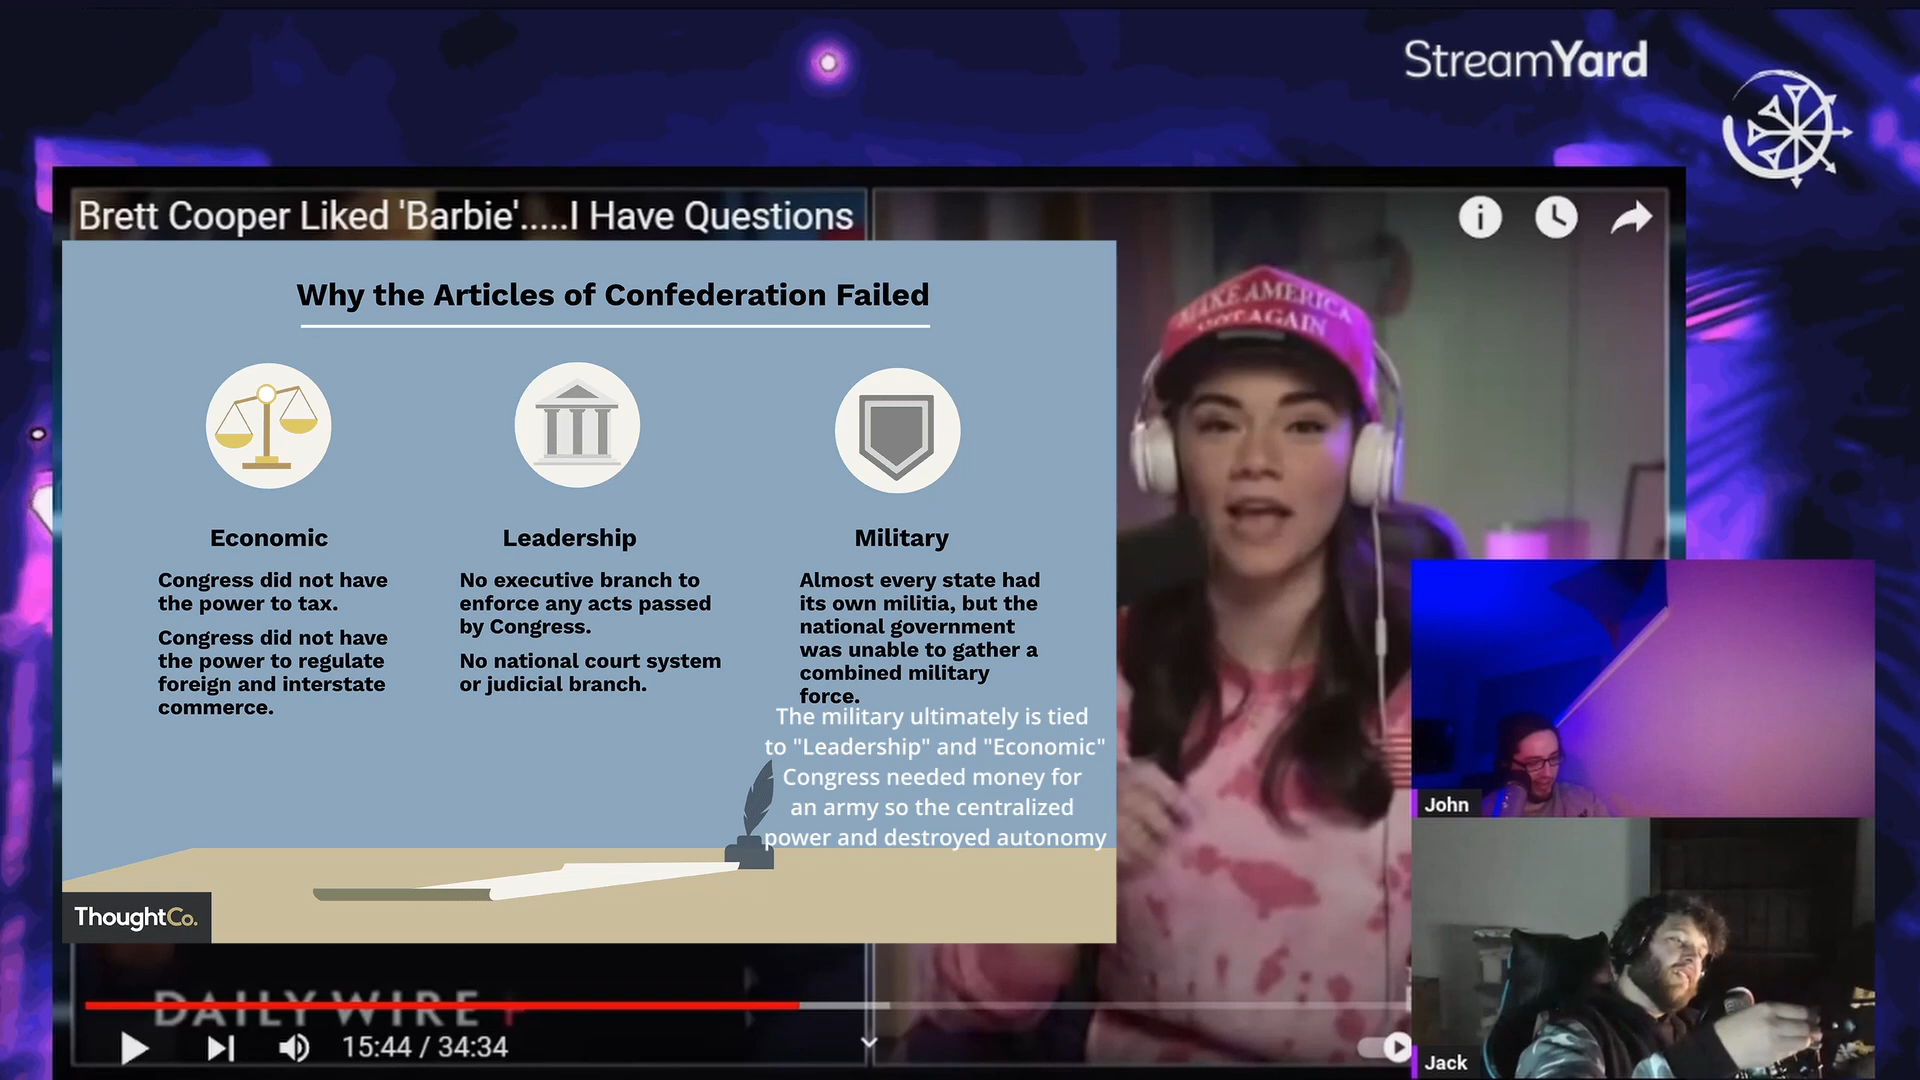 StreamYard
Brett Cooper Liked 'Barbie'.....I Have Questions
MAKE AMERICA
NOT AGAIN
Why the Articles of Confederation Failed
Economic
Congress did not have
the power to tax.
Congress did not have
the power to regulate
foreign and interstate
commerce.
Leadership
No executive branch to
enforce any acts passed
by Congress.
No national court system
or judicial branch.
Military
Almost every state had
its own militia, but the
national government
was unable to gather a
combined military
force.
The military ultimately is tied
to "Leadership" and "Economic"
Congress needed money for
an army so the centralized
power and destroyed autonomy
ThoughtCo.
John
Jack
DAILY WIRE +
15:44 / 34:34